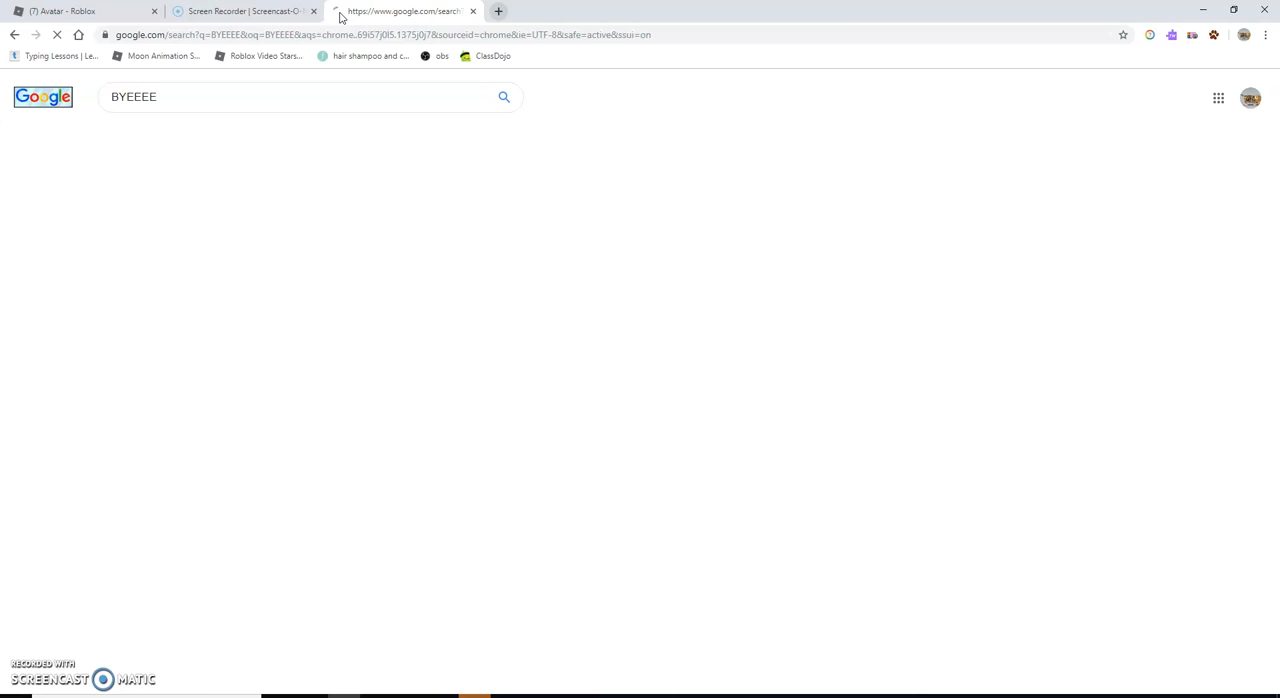 (7) Avatar - Roblox
Screen Recorder | Screencast-O-
https://www.google.com/search?
google.com/search?q=BYEEEE&oq=BYEEEE&aqs=chrome..69i57j0l5.1375j0j7&sourceid=chrome&ie=UTF-8&safe=active&ssui=on
Typing Lessons | Le...
Moon Animation S...
Roblox Video Stars...
hair shampoo and c...
obs
ClassDojo
Google
BYEEEE
RECORDED WITH
SCREENCAST MATIC